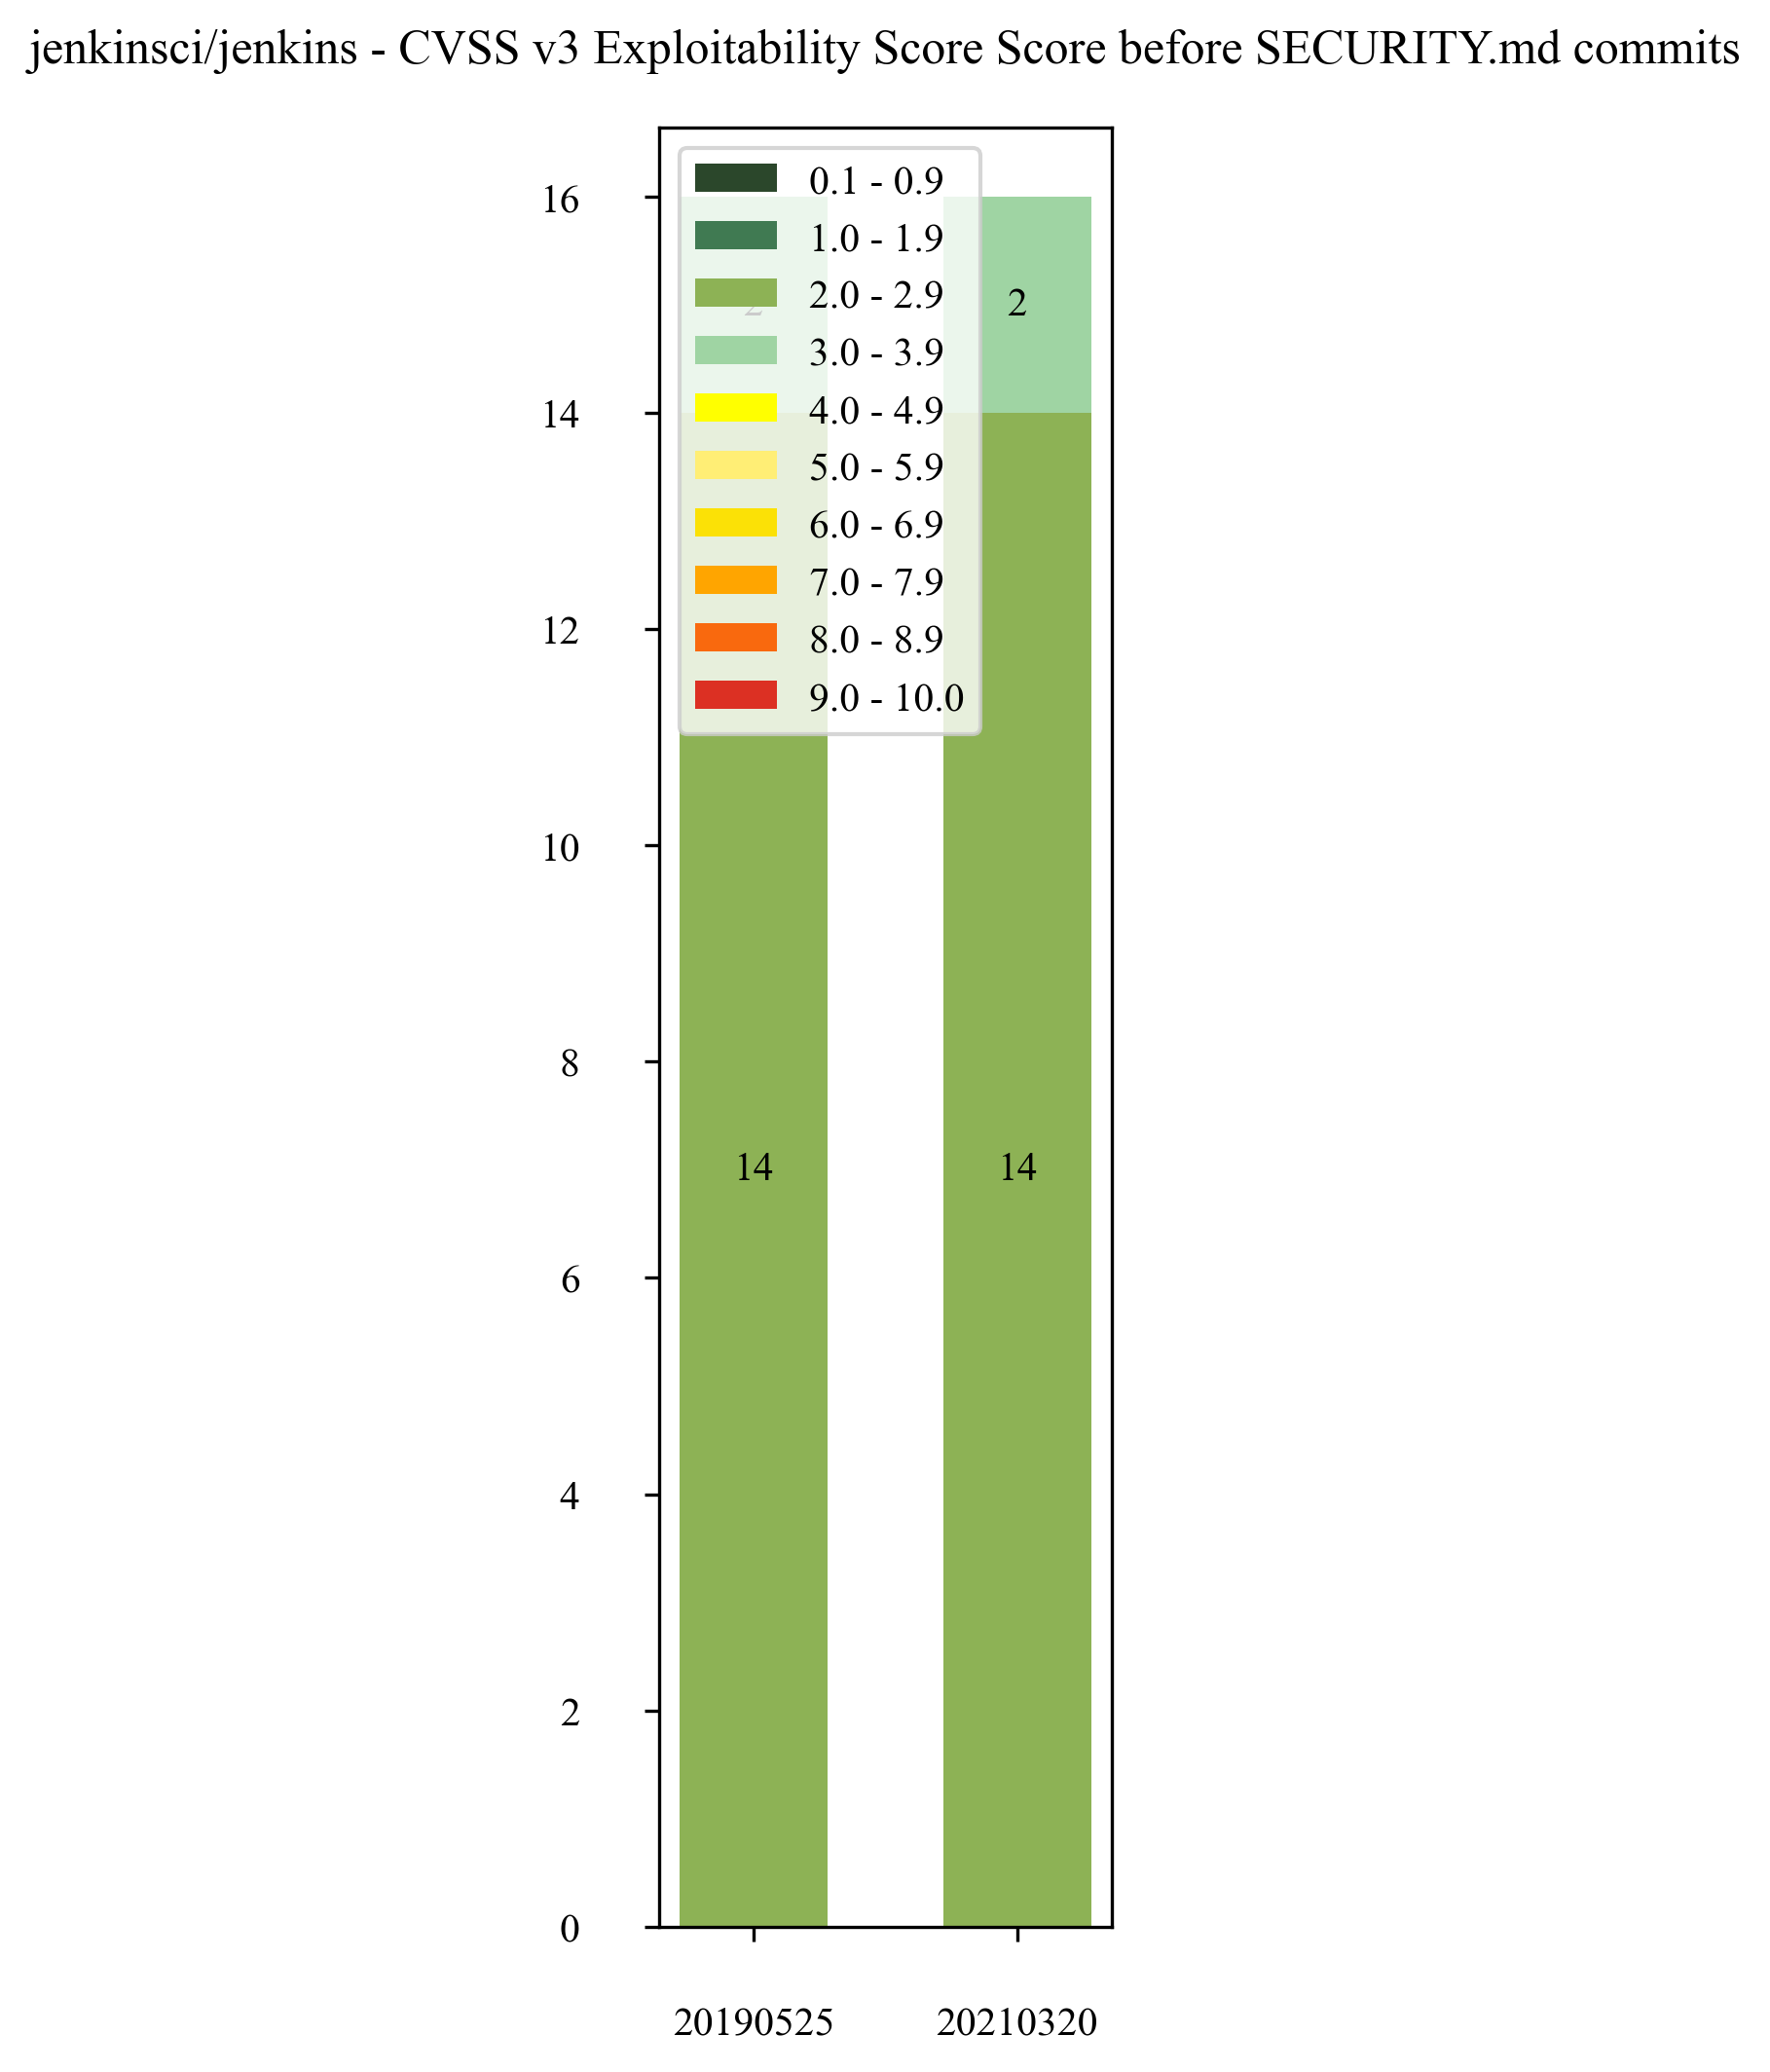 jenkinsci/jenkins - CVSS v3 Exploitability Score Score before SECURITY.md commits
16
14
12
10
8
6
4
2
0
0.1 - 0.9
1.0 - 1.9
2.0 - 2.9
3.0 - 3.9
4.0 - 4.9
5.0 - 5.9
6.0 - 6.9
7.0 - 7.9
8.0 - 8.9
9.0 - 10.0
2
2
14
14
20190525
20210320